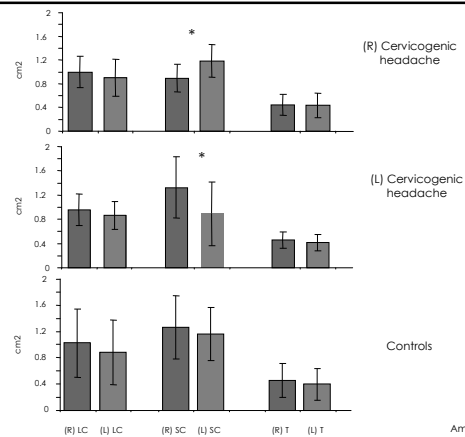 2
1.6
1.2
0.8
0.4
0
cm2
*
(R) Cervicogenic
headache
2
1.6
1.2
0.8
0.4
0
cm2
*
(L) Cervicogenic
headache
2
1.6
1.2
0.8
0.4
0
cm2
Controls
(R) LC (L) LC (R) SC (L) SC (R) T (L) T
Am